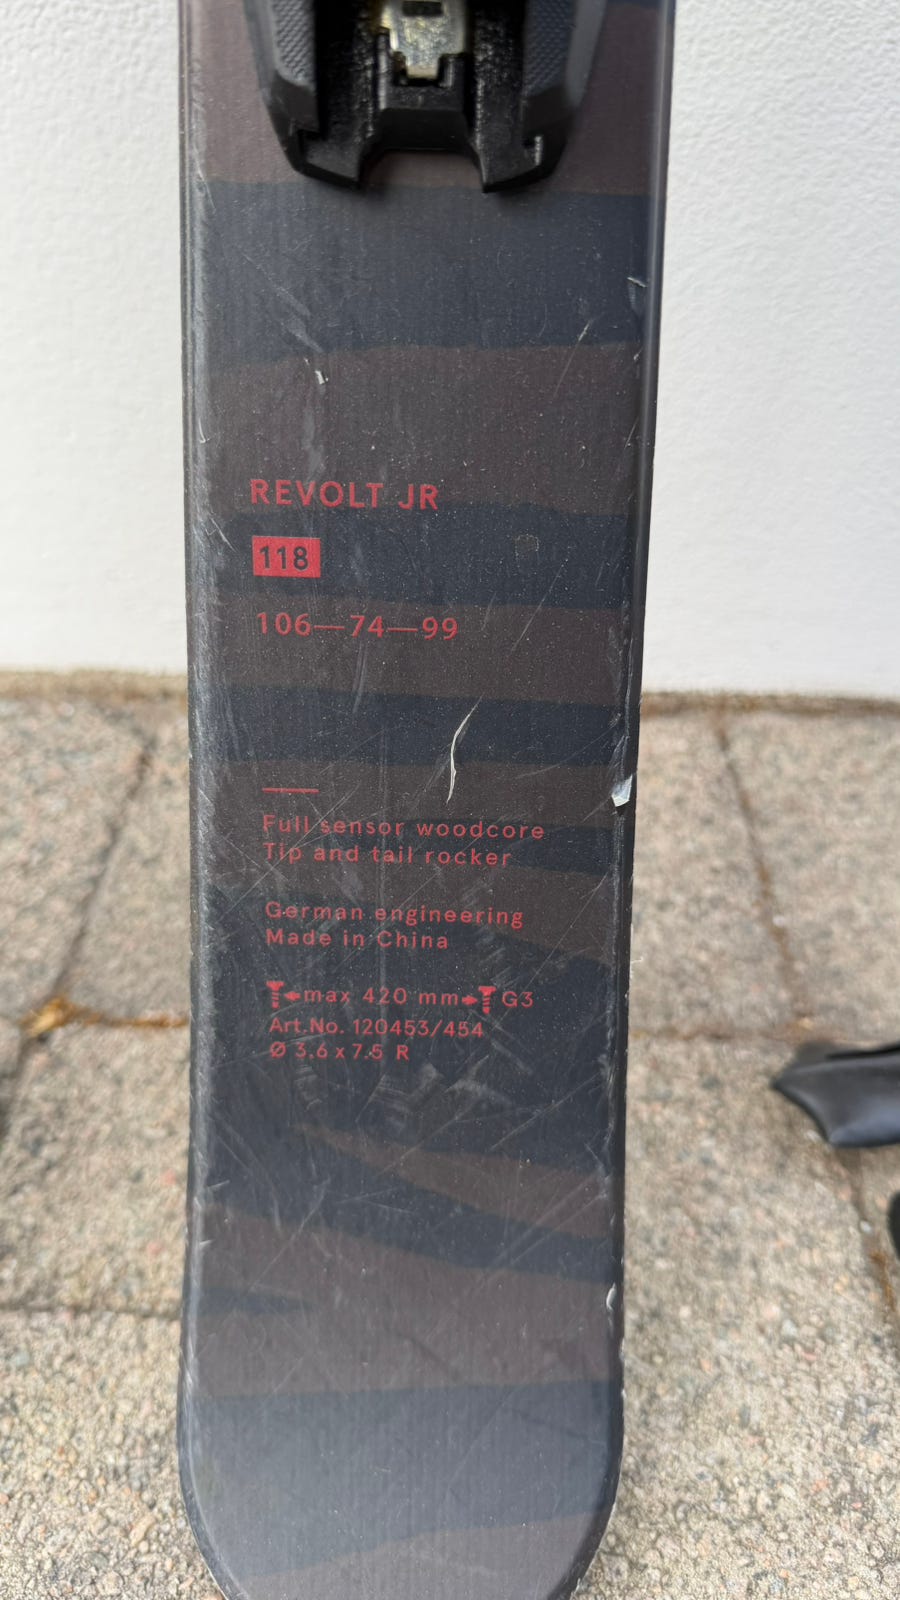 REVOLT JR
118
106—74—99
Full sensor woodcore
Tip and tail rocker
German engineering
Made in China
max 420 mm G3
Art.No. 120453/454
Ø 3.6 x 7.5 R